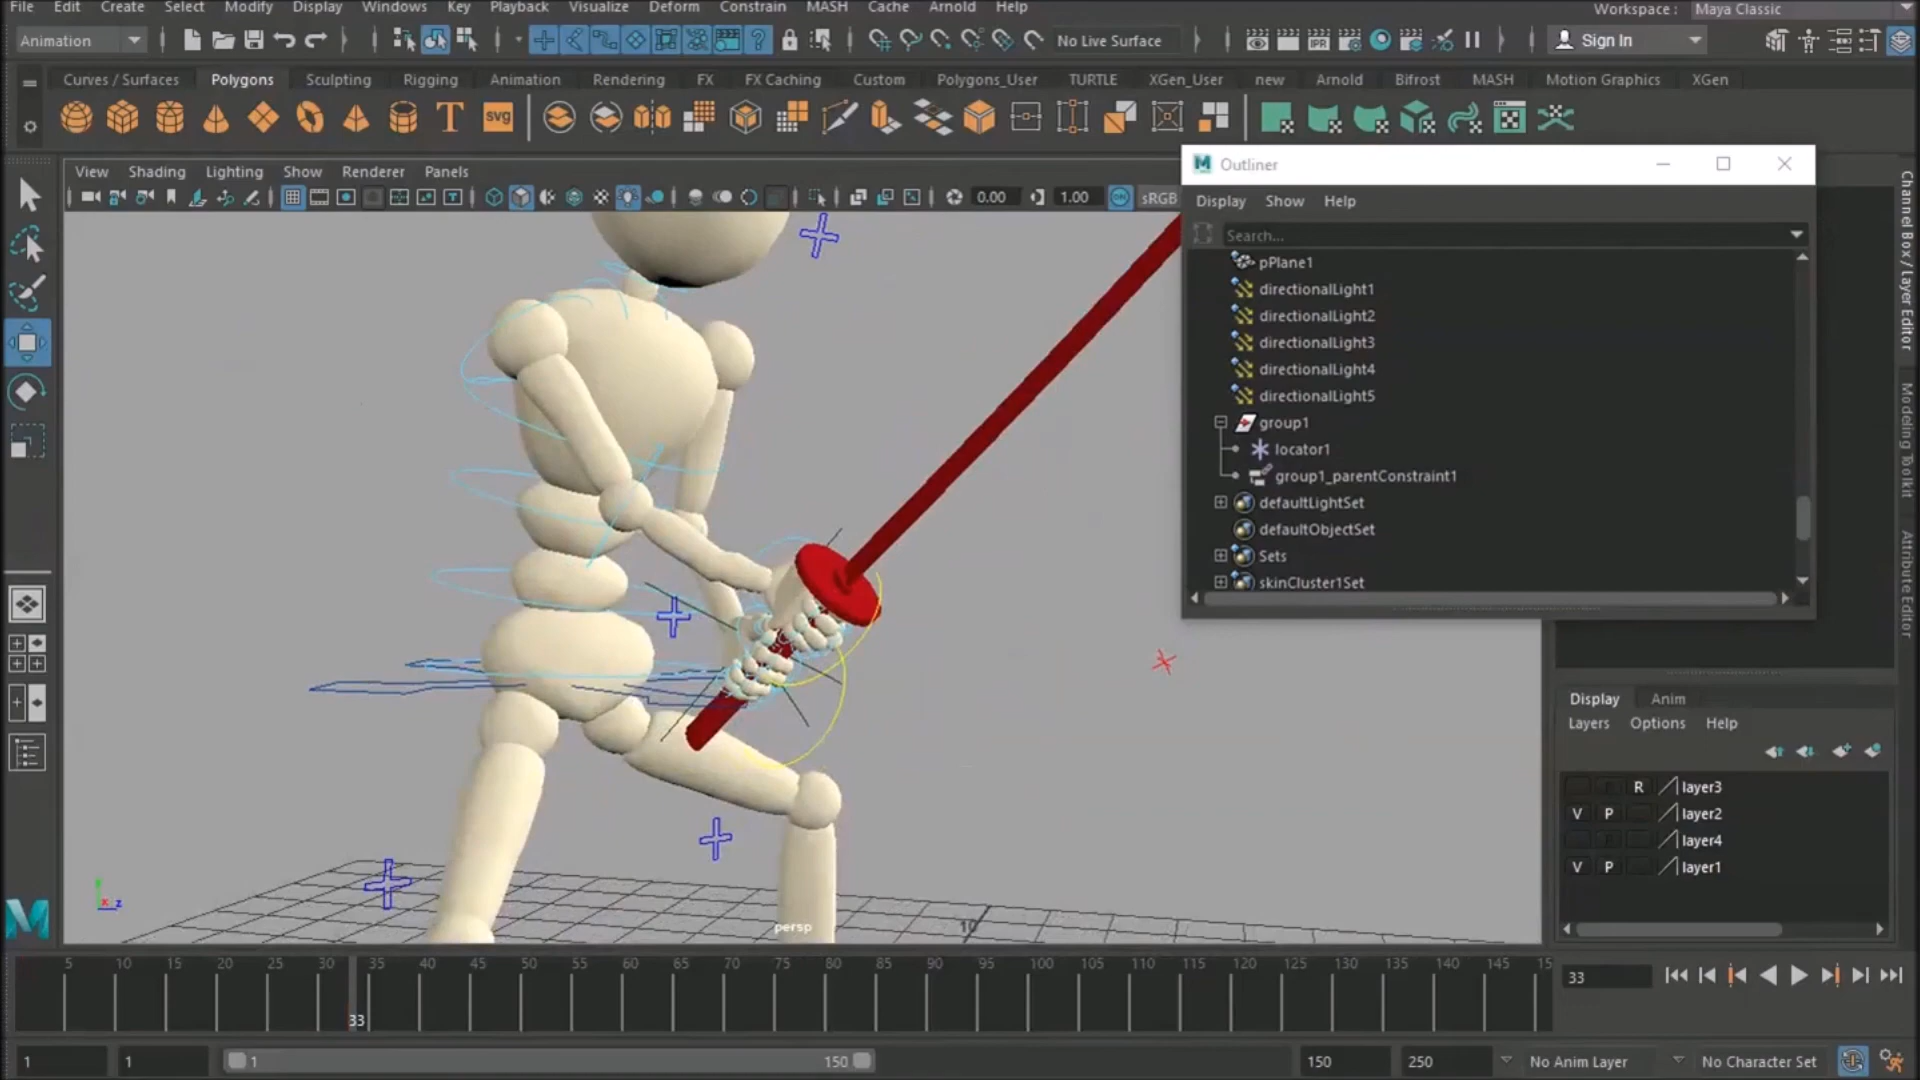 File Edit Create Select Modify Display Windows Key Playback Visualize Deform Constrain MASH Cache Arnold Help Workspace : Maya Classic
Animation No Live Surface IPR Sign In
Curves / Surfaces Polygons Sculpting Rigging Animation Rendering FX FX Caching Custom Polygons_User TURTLE XGen_User new Arnold Bifrost MASH Motion Graphics XGen
T svg
View Shading Lighting Show Renderer Panels
0.00 1.00 sRGB
M Outliner
Display Show Help
Search...
pPlane1
directionalLight1
directionalLight2
directionalLight3
directionalLight4
directionalLight5
group1
locator1
group1_parentConstraint1
defaultLightSet
defaultObjectSet
Sets
skinCluster1Set
Channel Box / Layer Editor
Modeling Toolkit
Attribute Editor
Display Anim
Layers Options Help
R layer3
V P layer2
layer4
V P layer1
x z
persp
10
5 10 15 20 25 30 35 40 45 50 55 60 65 70 75 80 85 90 95 100 105 110 115 120 125 130 135 140 145 15
33
33
1 1 1 150 150 250 No Anim Layer No Character Set